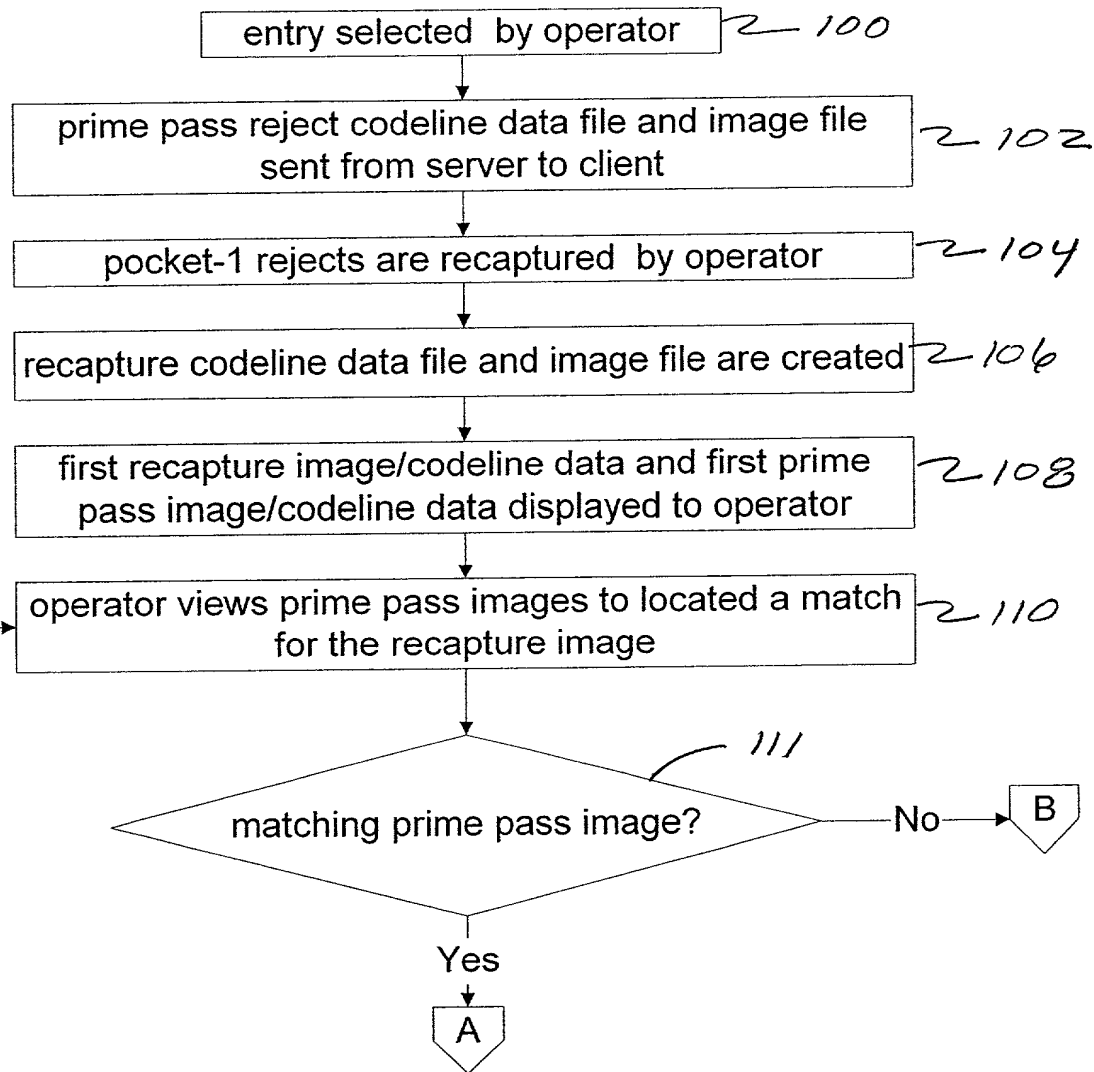 entry selected by operator 100
prime pass reject codeline data file and image file
sent from server to client 102
pocket-1 rejects are recaptured by operator 104
recapture codeline data file and image file are created 106
first recapture image/codeline data and first prime
pass image/codeline data displayed to operator 108
operator views prime pass images to located a match
for the recapture image 110
111
matching prime pass image?
No
B
Yes
A